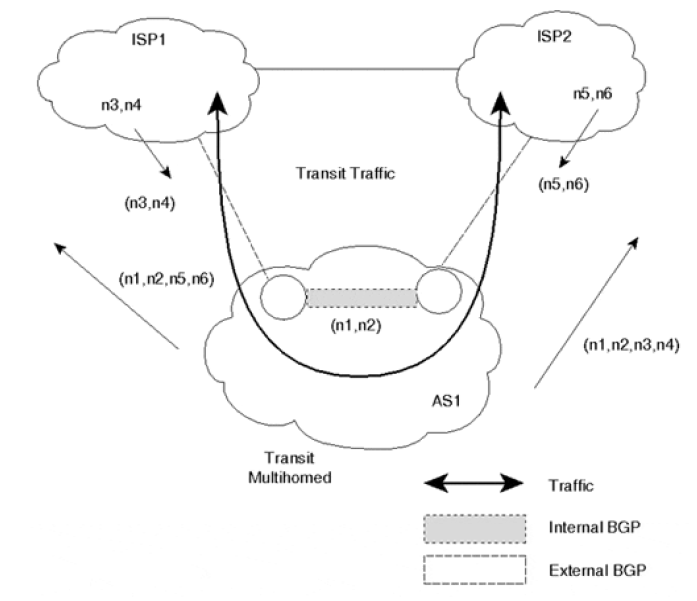 ISP1
ISP2
n3,n4
n5,n6
Transit Traffic
(n3,n4)
(n5,n6)
(n1,n2,n5,n6)
(n1,n2)
(n1,n2,n3,n4)
AS1
Transit
Multihomed
Traffic
Internal BGP
External BGP